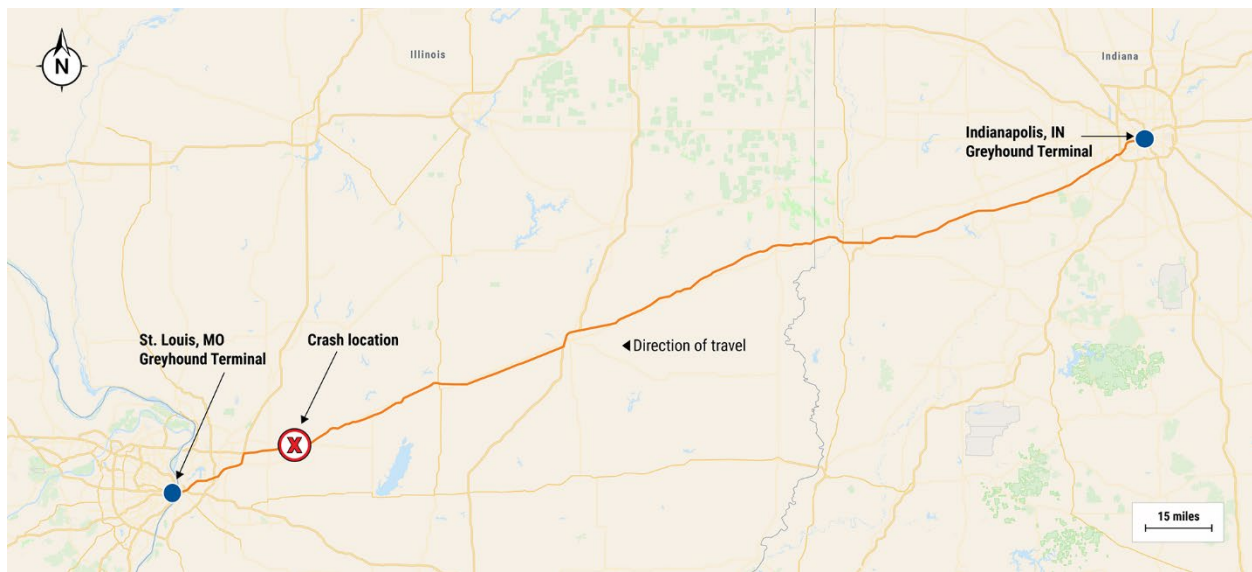 N
Illinois
Indiana
Indianapolis, IN
Greyhound Terminal
St. Louis, MO
Greyhound Terminal
Crash location
X
◀Direction of travel
15 miles